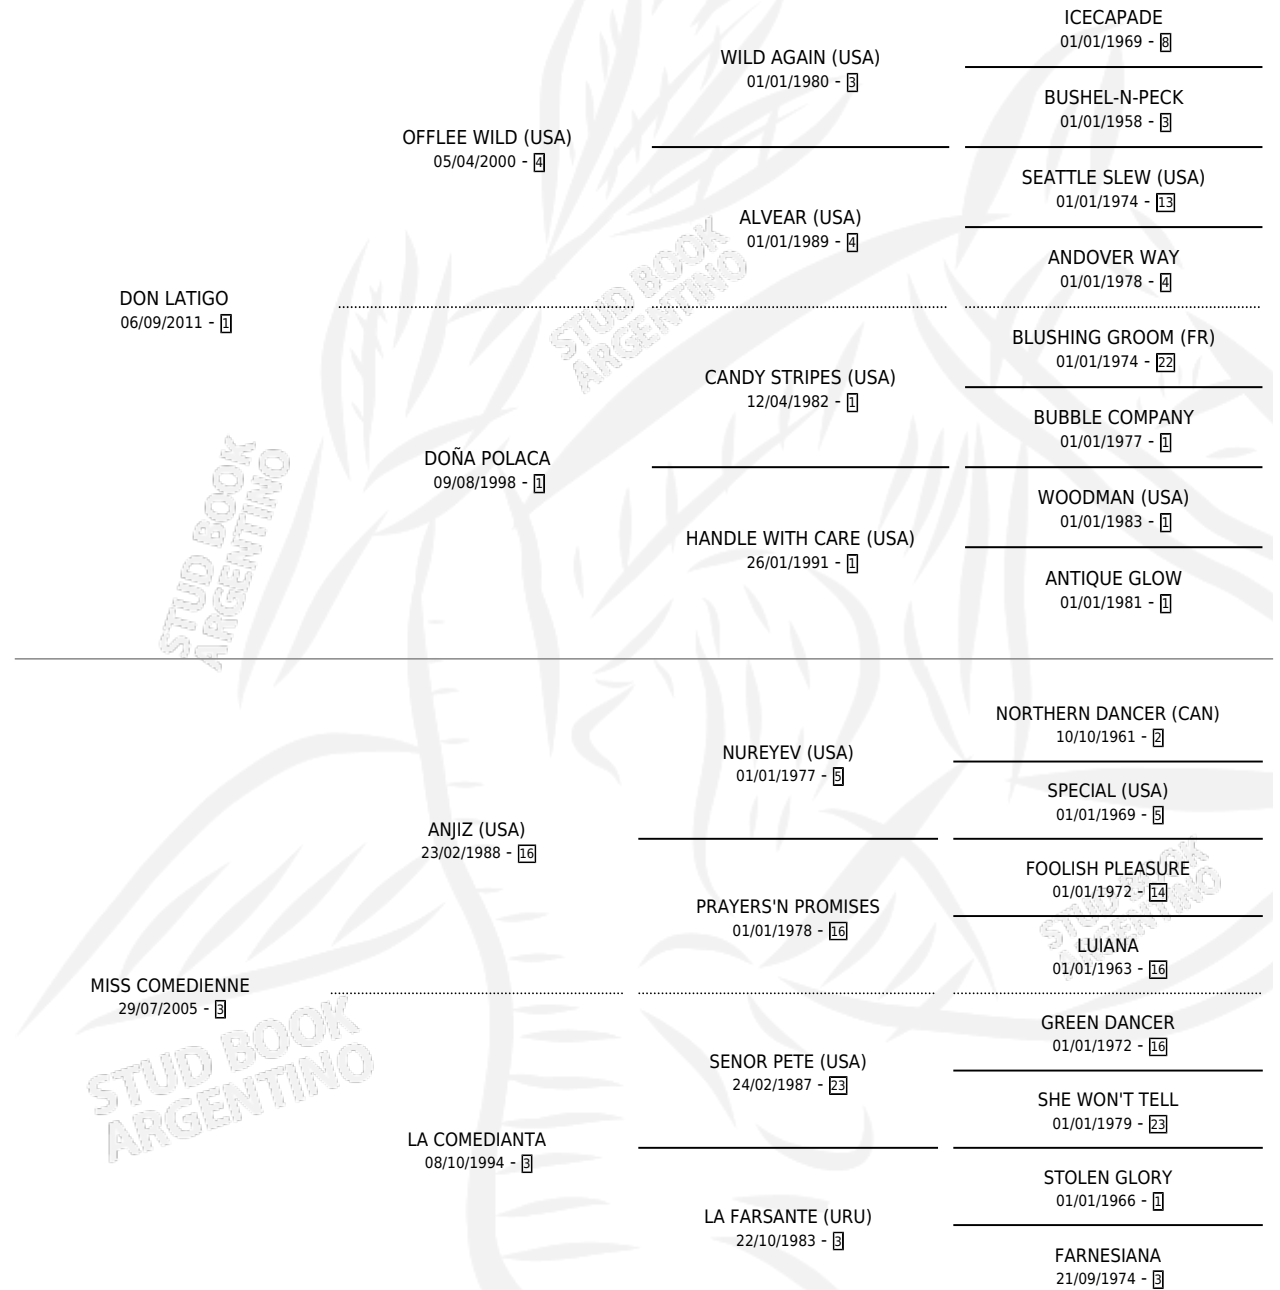 ICECAPADE
01/01/1969 - 8
WILD AGAIN (USA)
01/01/1980 - 3
BUSHEL-N-PECK
01/01/1958 - 3
OFFLEE WILD (USA)
05/04/2000 - 4
SEATTLE SLEW (USA)
01/01/1974 - 13
ALVEAR (USA)
01/01/1989 - 4
ANDOVER WAY
01/01/1978 - 4
DON LATIGO
06/09/2011 - 1
BLUSHING GROOM (FR)
01/01/1974 - 22
CANDY STRIPES (USA)
12/04/1982 - 1
BUBBLE COMPANY
01/01/1977 - 1
DOÑA POLACA
09/08/1998 - 1
WOODMAN (USA)
01/01/1983 - 1
HANDLE WITH CARE (USA)
26/01/1991 - 1
ANTIQUE GLOW
01/01/1981 - 1
STUD BOOK
ARGENTINO
STUD BOOK
ARGENTINO
NORTHERN DANCER (CAN)
10/10/1961 - 2
NUREYEV (USA)
01/01/1977 - 5
SPECIAL (USA)
01/01/1969 - 5
ANJIZ (USA)
23/02/1988 - 16
FOOLISH PLEASURE
01/01/1972 - 14
PRAYERS'N PROMISES
01/01/1978 - 16
LUIANA
01/01/1963 - 16
MISS COMEDIENNE
29/07/2005 - 3
GREEN DANCER
01/01/1972 - 16
SENOR PETE (USA)
24/02/1987 - 23
SHE WON'T TELL
01/01/1979 - 23
LA COMEDIANTA
08/10/1994 - 3
STOLEN GLORY
01/01/1966 - 1
LA FARSANTE (URU)
22/10/1983 - 3
FARNESIANA
21/09/1974 - 3
STUD BOOK
ARGENTINO
STUD BOOK
ARGENTINO